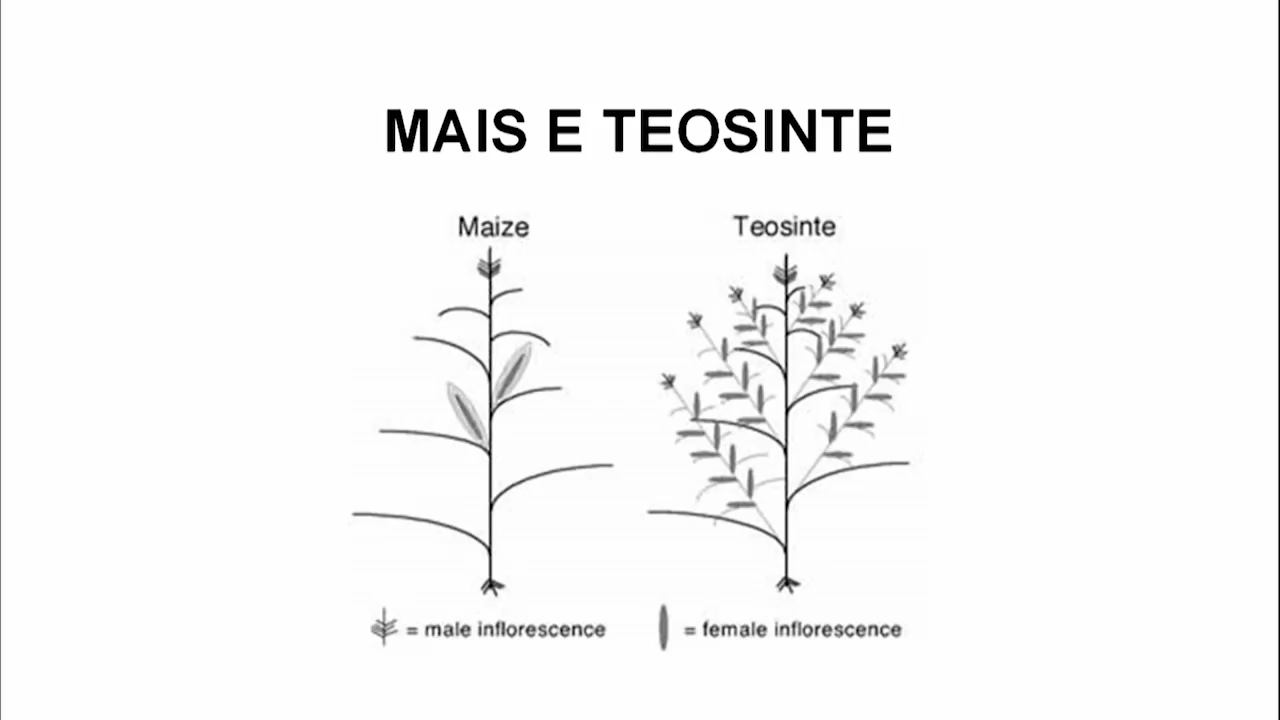 MAIS E TEOSINTE
Maize
Teosinte
= male inflorescence
= female inflorescence